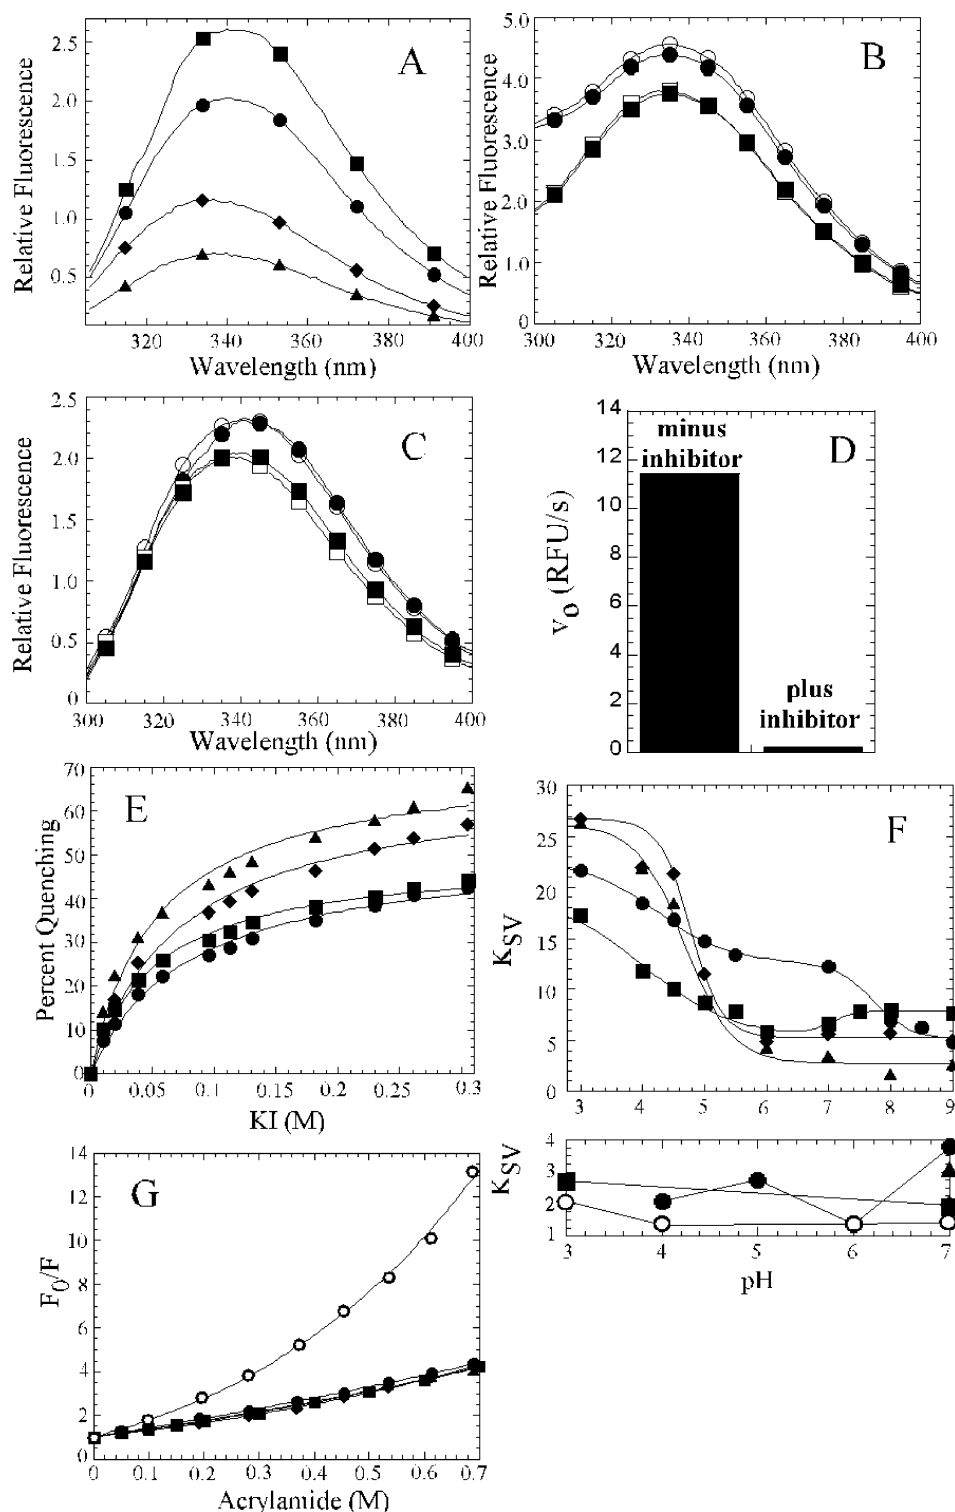 A
Relative Fluorescence
2.5
2.0
1.5
1.0
0.5
320 340 360 380 400
Wavelength (nm)
B
Relative Fluorescence
5.0
4.0
3.0
2.0
1.0
0
300 320 340 360 380 400
Wavelength (nm)
C
Relative Fluorescence
2.5
2.0
1.5
1.0
0.5
0
300 320 340 360 380 400
Wavelength (nm)
D
vo (RFU/s)
14
12
10
8
6
4
2
0
minus
inhibitor
plus
inhibitor
E
Percent Quenching
70
60
50
40
30
20
10
0
0 0.05 0.1 0.15 0.2 0.25 0.3
KI (M)
F
KSV
30
25
20
15
10
5
0
3 4 5 6 7 8 9
KSV
4
3
2
1
3 4 5 6 7
pH
G
F0/F
14
12
10
8
6
4
2
0
0 0.1 0.2 0.3 0.4 0.5 0.6 0.7
Acrylamide (M)